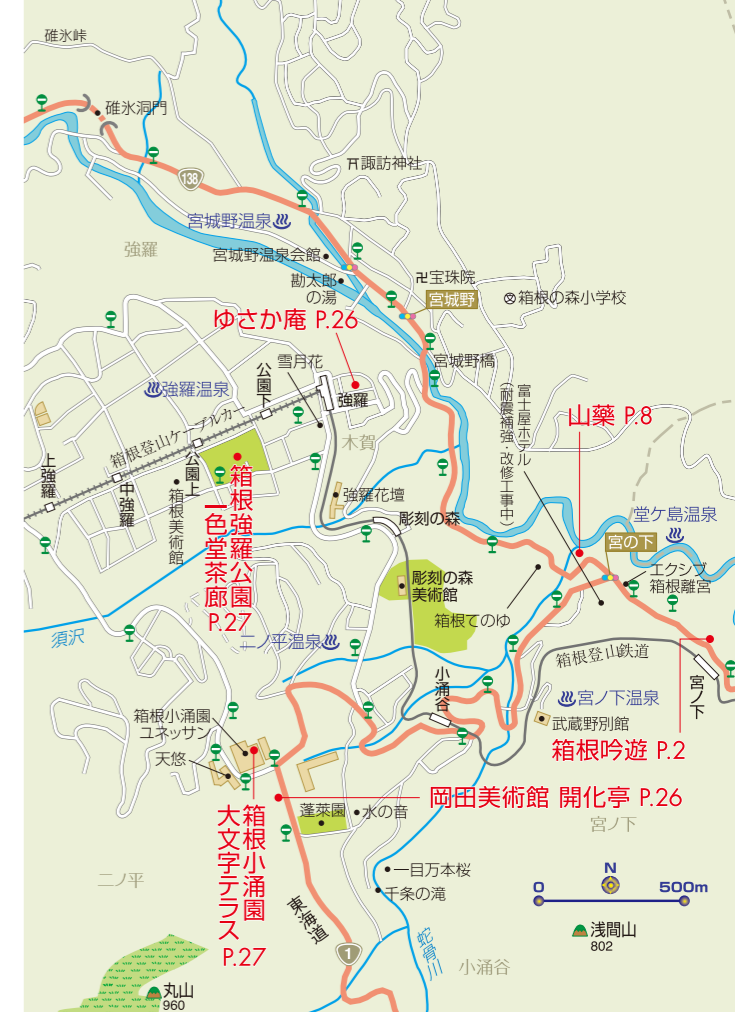 碓氷峠
碓氷洞門
138
諏訪神社
宮城野温泉
強羅
宮城野温泉会館
勘太郎
の湯
宝珠院
宮城野
箱根の森小学校
ゆさか庵 P.26
雪月花
宮城野橋
公園下
強羅温泉
強羅
富士屋ホテル
(耐震補強・改修工事中)
山藥 P.8
箱根登山ケーブルカー
木賀
上強羅
中強羅
公園上
箱根美術館
箱根強羅公園
一色堂茶廊
P.27
強羅花壇
彫刻の森
堂ケ島温泉
宮の下
エクシブ
箱根離宮
彫刻の森
美術館
箱根てのゆ
須沢
二ノ平温泉
箱根登山鉄道
小涌谷
宮ノ下
宮ノ下温泉
武蔵野別館
箱根小涌園
ユネッサン
天悠
箱根吟遊 P.2
岡田美術館 開化亭 P.26
箱根小涌園
大文字テラス
P.27
蓬莱園
水の音
宮ノ下
二ノ平
一目万本桜
千条の滝
N
0
500m
東海道
1
蛇骨川
小涌谷
浅間山
802
丸山
960